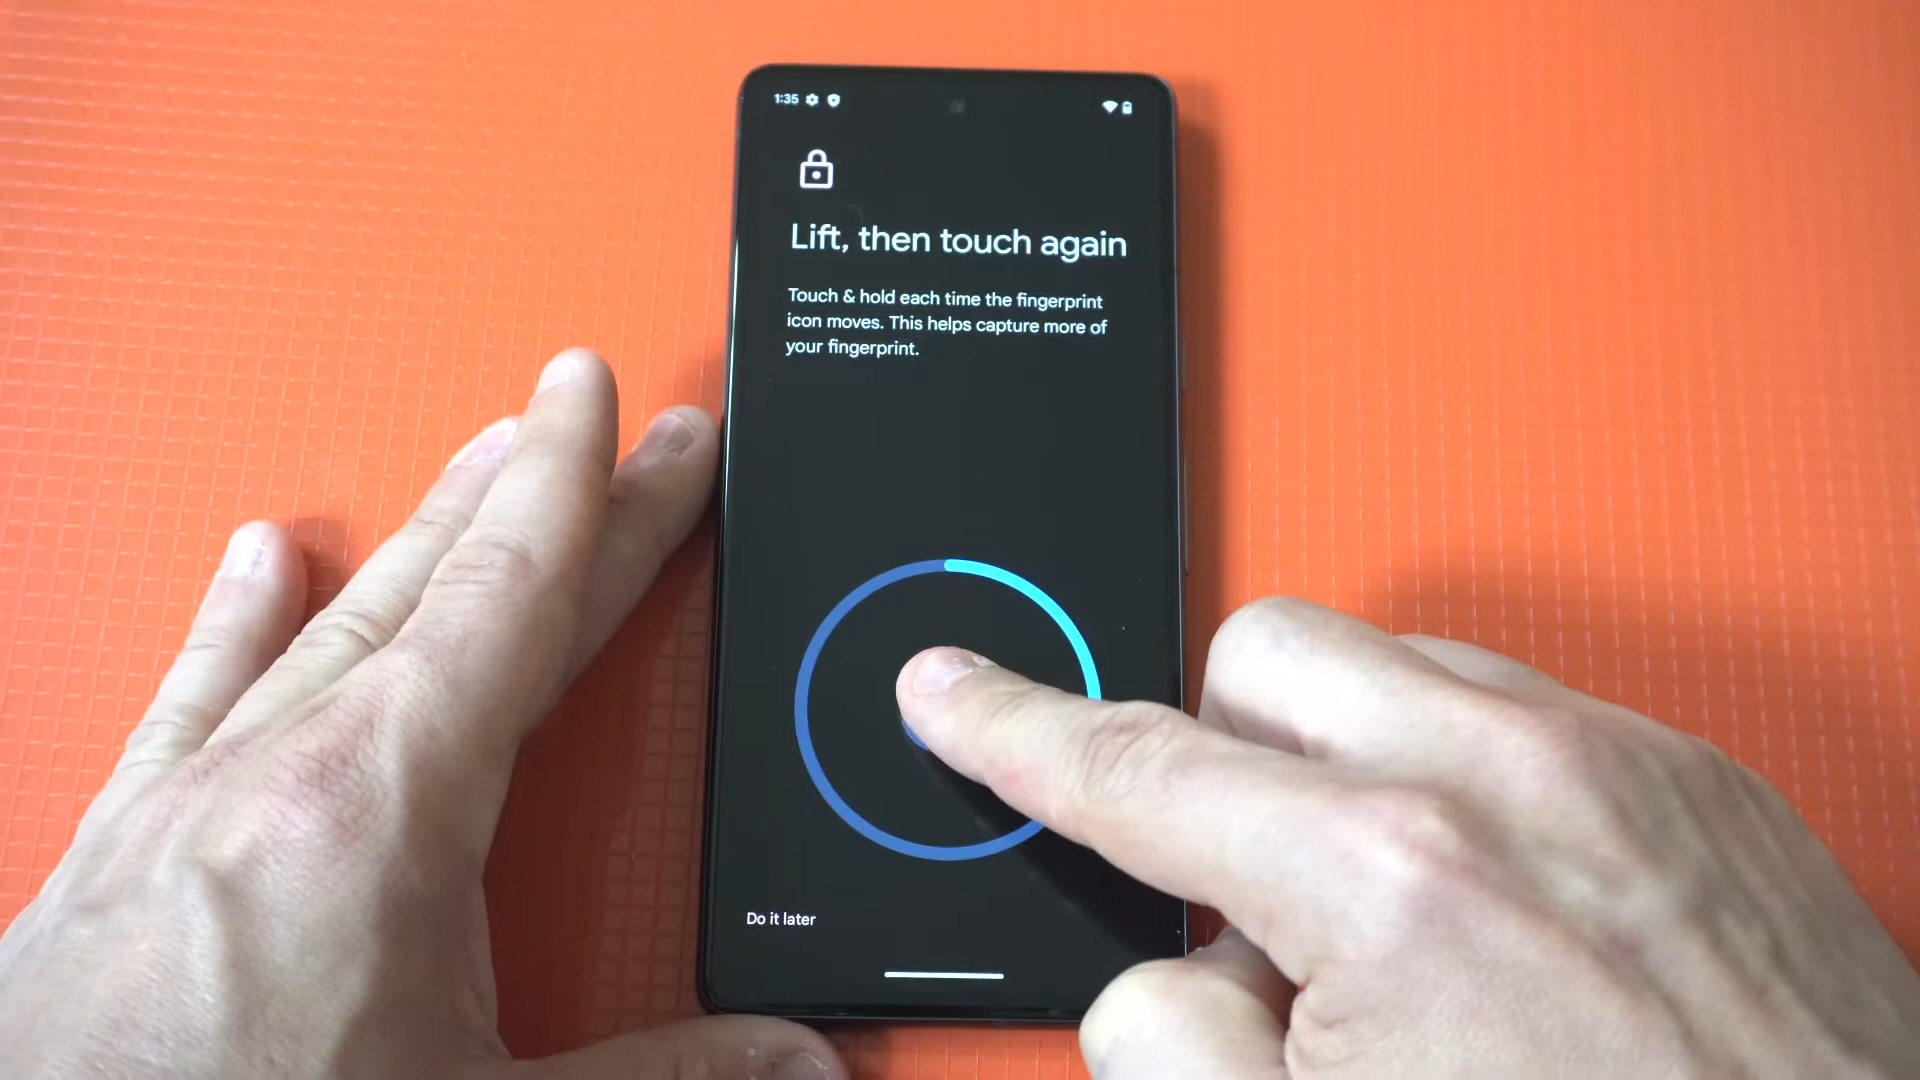 1:35
Lift, then touch again
Touch & hold each time the fingerprint
icon moves. This helps capture more of
your fingerprint.
Do it later